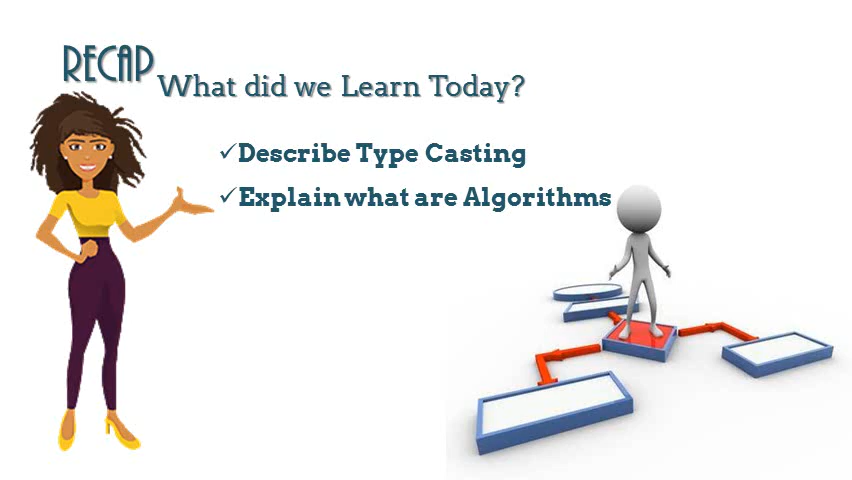 RECAP
What did we Learn Today?
✓Describe Type Casting
✓Explain what are Algorithms